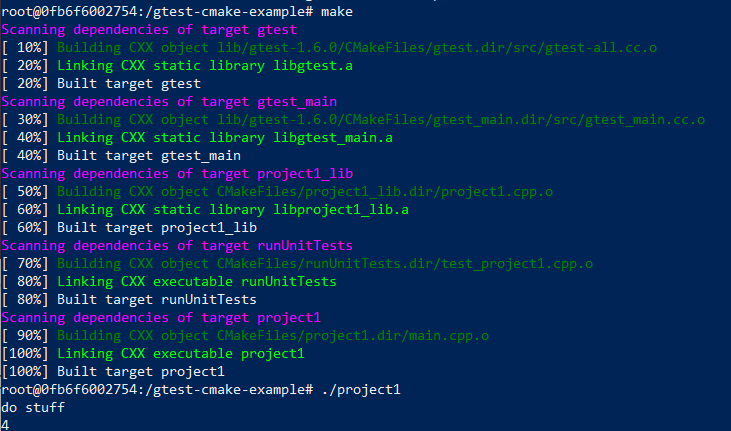 root@0fb6f6002754:/gtest-cmake-example# make
Scanning dependencies of target gtest
[ 10%] Building CXX object lib/gtest-1.6.0/CMakeFiles/gtest.dir/src/gtest-all.cc.o
[ 20%] Linking CXX static library libgtest.a
[ 20%] Built target gtest
Scanning dependencies of target gtest_main
[ 30%] Building CXX object lib/gtest-1.6.0/CMakeFiles/gtest_main.dir/src/gtest_main.cc.o
[ 40%] Linking CXX static library libgtest_main.a
[ 40%] Built target gtest_main
Scanning dependencies of target project1_lib
[ 50%] Building CXX object CMakeFiles/project1_lib.dir/project1.cpp.o
[ 60%] Linking CXX static library libproject1_lib.a
[ 60%] Built target project1_lib
Scanning dependencies of target runUnitTests
[ 70%] Building CXX object CMakeFiles/runUnitTests.dir/test_project1.cpp.o
[ 80%] Linking CXX executable runUnitTests
[ 80%] Built target runUnitTests
Scanning dependencies of target project1
[ 90%] Building CXX object CMakeFiles/project1.dir/main.cpp.o
[100%] Linking CXX executable project1
[100%] Built target project1
root@0fb6f6002754:/gtest-cmake-example# ./project1
do stuff
4